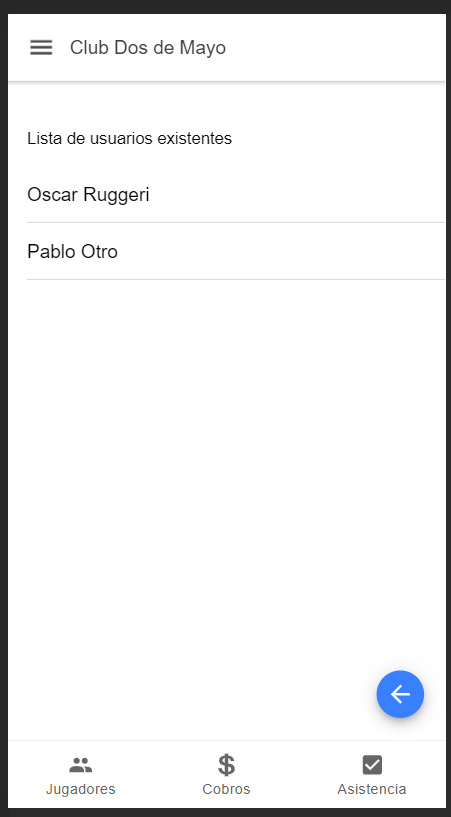 Club Dos de Mayo
Lista de usuarios existentes
Oscar Ruggeri
Pablo Otro
Jugadores
Cobros
Asistencia